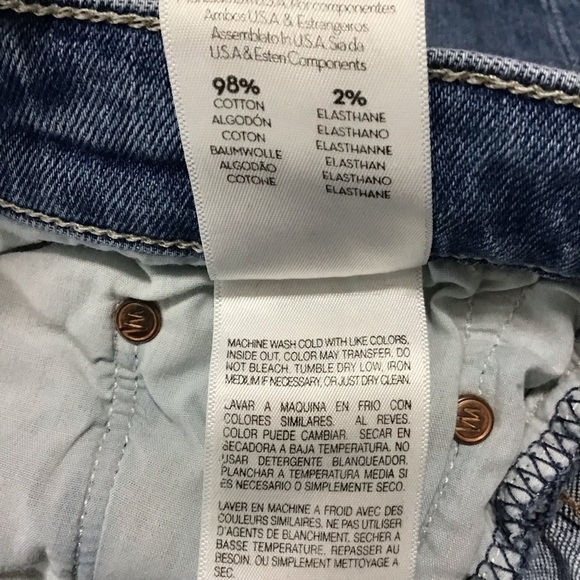 U.S.A. Por componentes
Ambos U.S.A & Estrangeiros
Assemblato In U.S.A. Sia da
U.S.A & Esteri Components
98%
COTTON
ALGODÓN
COTON
BAUMWOLLE
ALGODÃO
COTONE
2%
ELASTHANE
ELASTHANO
ELASTHANNE
ELASTHAN
ELASTHANO
ELASTHANE
MACHINE WASH COLD WITH LIKE COLORS,
INSIDE OUT, COLOR MAY TRANSFER. DO
NOT BLEACH. TUMBLE DRY LOW, IRON
MEDIUM IF NECESSARY, OR JUST DRY CLEAN.
LAVAR A MAQUINA EN FRIO CON
COLORES SIMILARES. AL REVES.
COLOR PUEDE CAMBIAR. SECAR EN
SECADORA A BAJA TEMPERATURA. NO
USAR DETERGENTE BLANQUEADOR.
PLANCHAR A TEMPERATURA MEDIA SI
ES NECESARIO O SIMPLEMENTE SECO.
LAVER EN MACHINE A FROID AVEC DES
COULEURS SIMILAIRES. NE PAS UTILISER
D'AGENTS DE BLANCHIMENT. SECHER A
BASSE TEMPERATURE. REPASSER AU
BESOIN, OU SIMPLEMENT NETTOYAGE A
SEC.